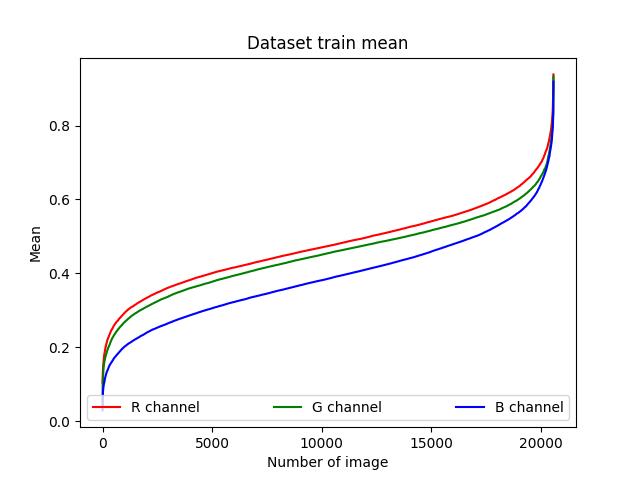 Dataset train mean
Mean
0.8
0.6
0.4
0.2
0.0
R channel G channel B channel
0 5000 10000 15000 20000
Number of image